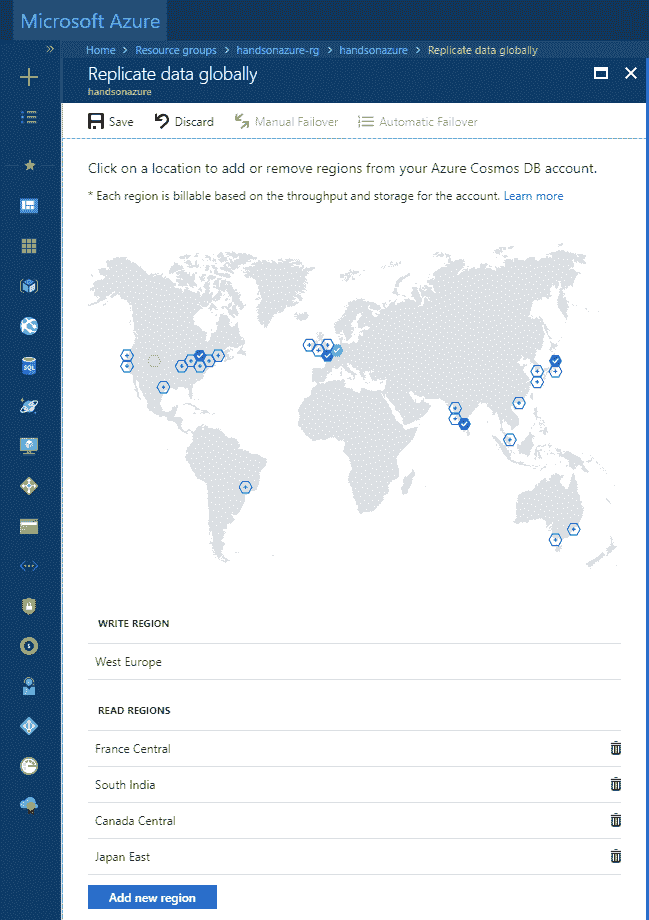 Microsoft Azure
»
Home > Resource groups > handsonazure-rg > handsonazure > Replicate data globally
Replicate data globally
handsonazure
Save Discard Manual Failover Automatic Failover
Click on a location to add or remove regions from your Azure Cosmos DB account.
* Each region is billable based on the throughput and storage for the account. Learn more
SQL
WRITE REGION
West Europe
READ REGIONS
France Central
South India
Canada Central
Japan East
Add new region